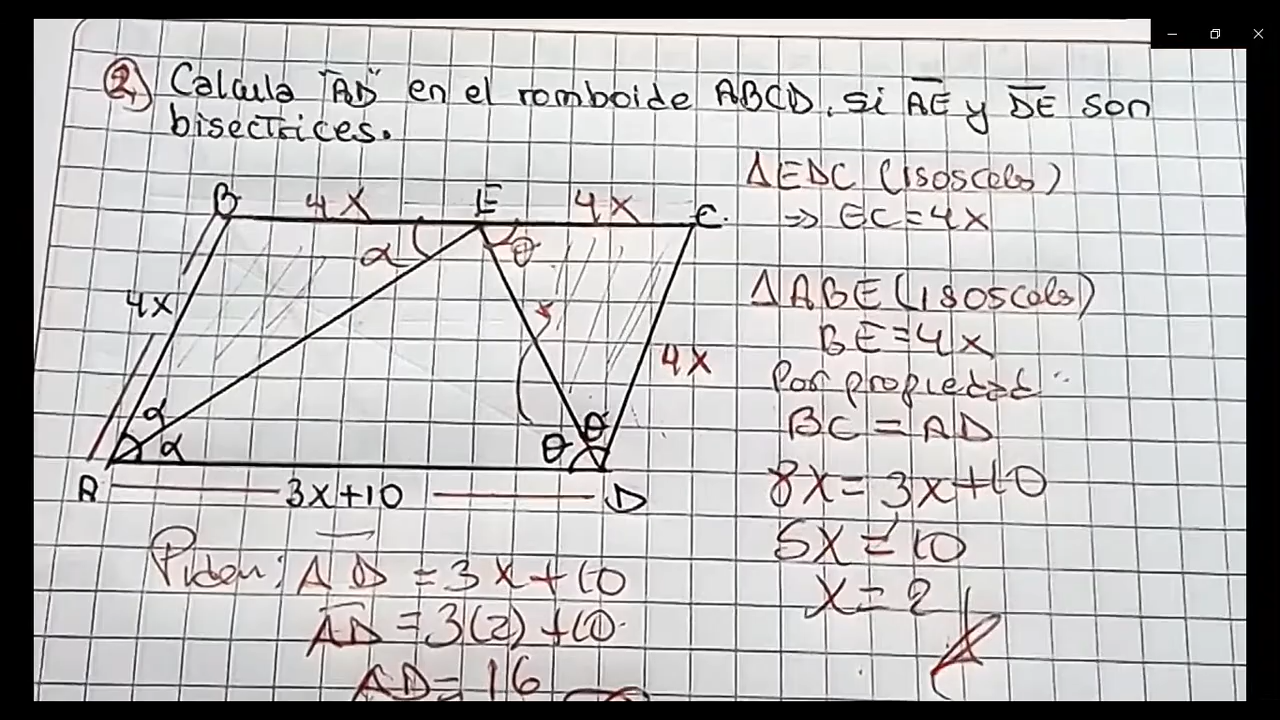 2) Calcula "AD" en el romboide ABCD, si AE y DE son
bisectrices.
B 4x E 4x C
α θ
4x
4x
α
α
θ θ
A 3x+10 D
ΔEDC (isosceles)
=> EC=4x
ΔABE (isosceles)
BE=4x
Por propiedad:
BC = AD
8x = 3x+10
5x = 10
x = 2
Piden: AD = 3x+10
AD = 3(2)+10
AD = 16